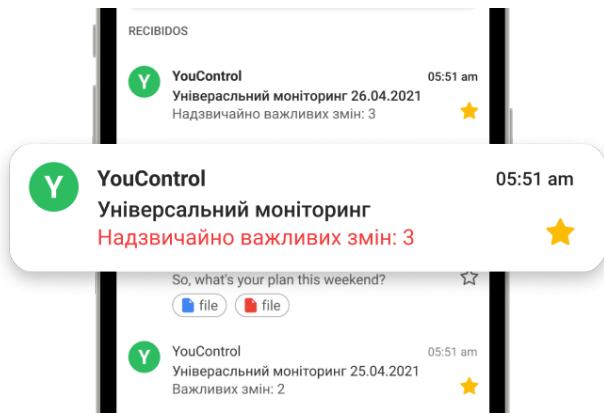 RECIBIDOS
YouControl 05:51 am
Універасльний моніторинг 26.04.2021
Надзвичайно важливих змін: 3
YouControl 05:51 am
Універсальний моніторинг
Надзвичайно важливих змін: 3
So, what's your plan this weekend?
file file
YouControl 05:51 am
Універасльний моніторинг 25.04.2021
Важливих змін: 2